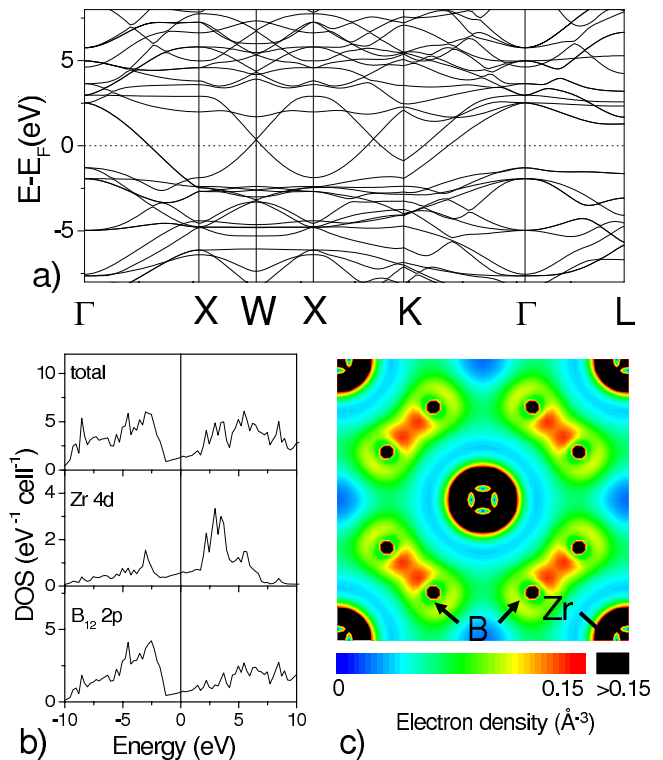 5
0
-5
E-E_F(eV)
a)
Γ X W X K Γ L
total
10
5
0
Zr 4d
4
2
0
B₁₂ 2p
5
0
-10 -5 0 5 10
DOS (eV⁻¹ cell⁻¹)
b) Energy (eV)
B
Zr
0 0.15 >0.15
Electron density (Å⁻³)
c)